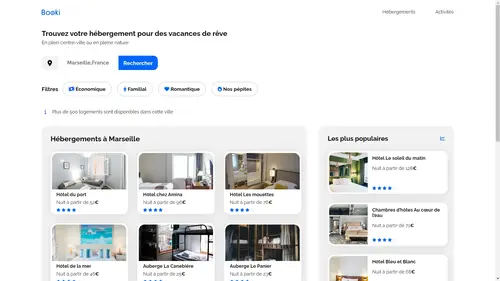 Booki
Hébergements
Activités
Trouvez votre hébergement pour des vacances de rêve
En plein centre-ville ou en pleine nature
Marseille,France
Rechercher
Filtres
Économique
Familial
Romantique
Nos pépites
Plus de 500 logements sont disponibles dans cette ville
Hébergements à Marseille
Hôtel du port
Nuit à partir de 52€
Hôtel chez Amina
Nuit à partir de 96€
Hôtel Les mouettes
Nuit à partir de 76€
Hôtel de la mer
Nuit à partir de 46€
Auberge La Canebière
Nuit à partir de 25€
Auberge Le Panier
Nuit à partir de 23€
Les plus populaires
Hôtel Le soleil du matin
Nuit à partir de 128€
Chambres d'hôtes Au cœur de
l'eau
Nuit à partir de 71€
Hôtel Bleu et Blanc
Nuit à partir de 68€